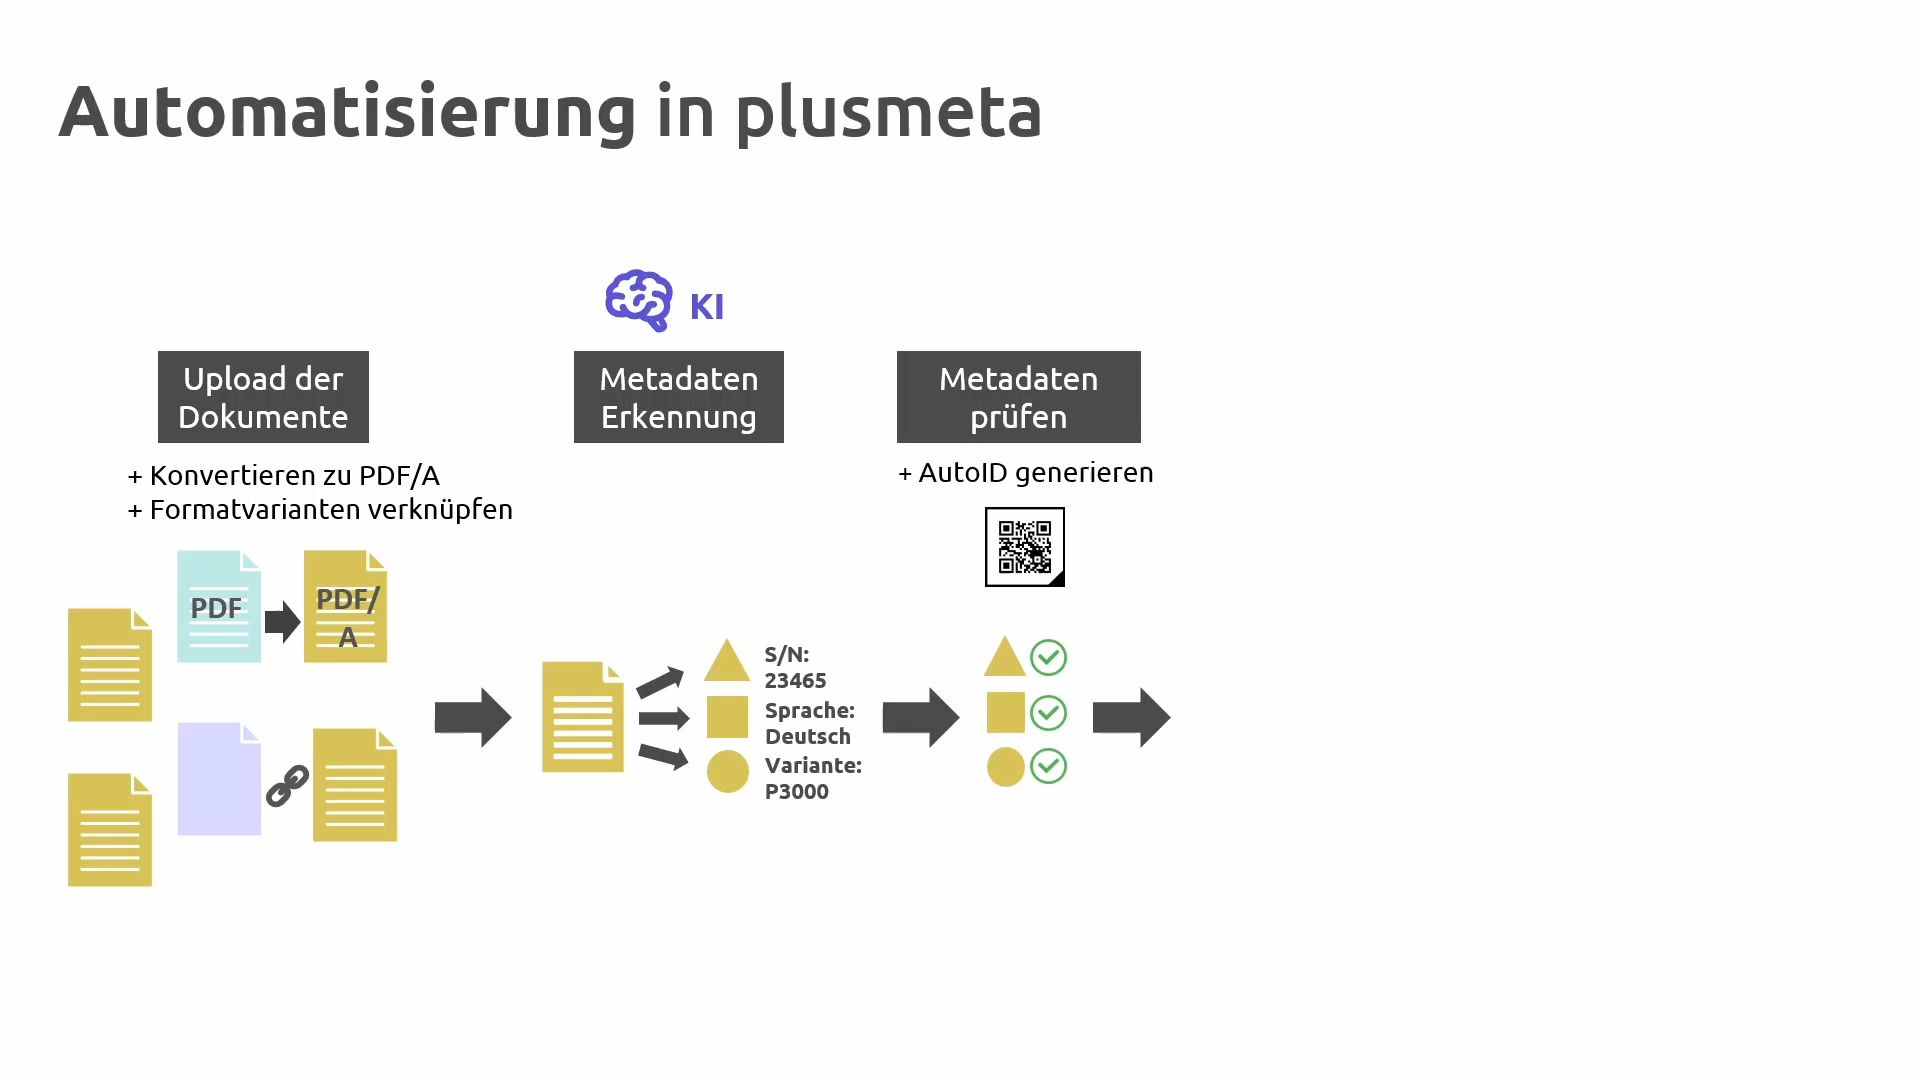 Automatisierung in plusmeta
KI
Upload der
Dokumente
Metadaten
Erkennung
Metadaten
prüfen
+ Konvertieren zu PDF/A
+ Formatvarianten verknüpfen
+ AutoID generieren
PDF
PDF/
A
S/N:
23465
Sprache:
Deutsch
Variante:
P3000